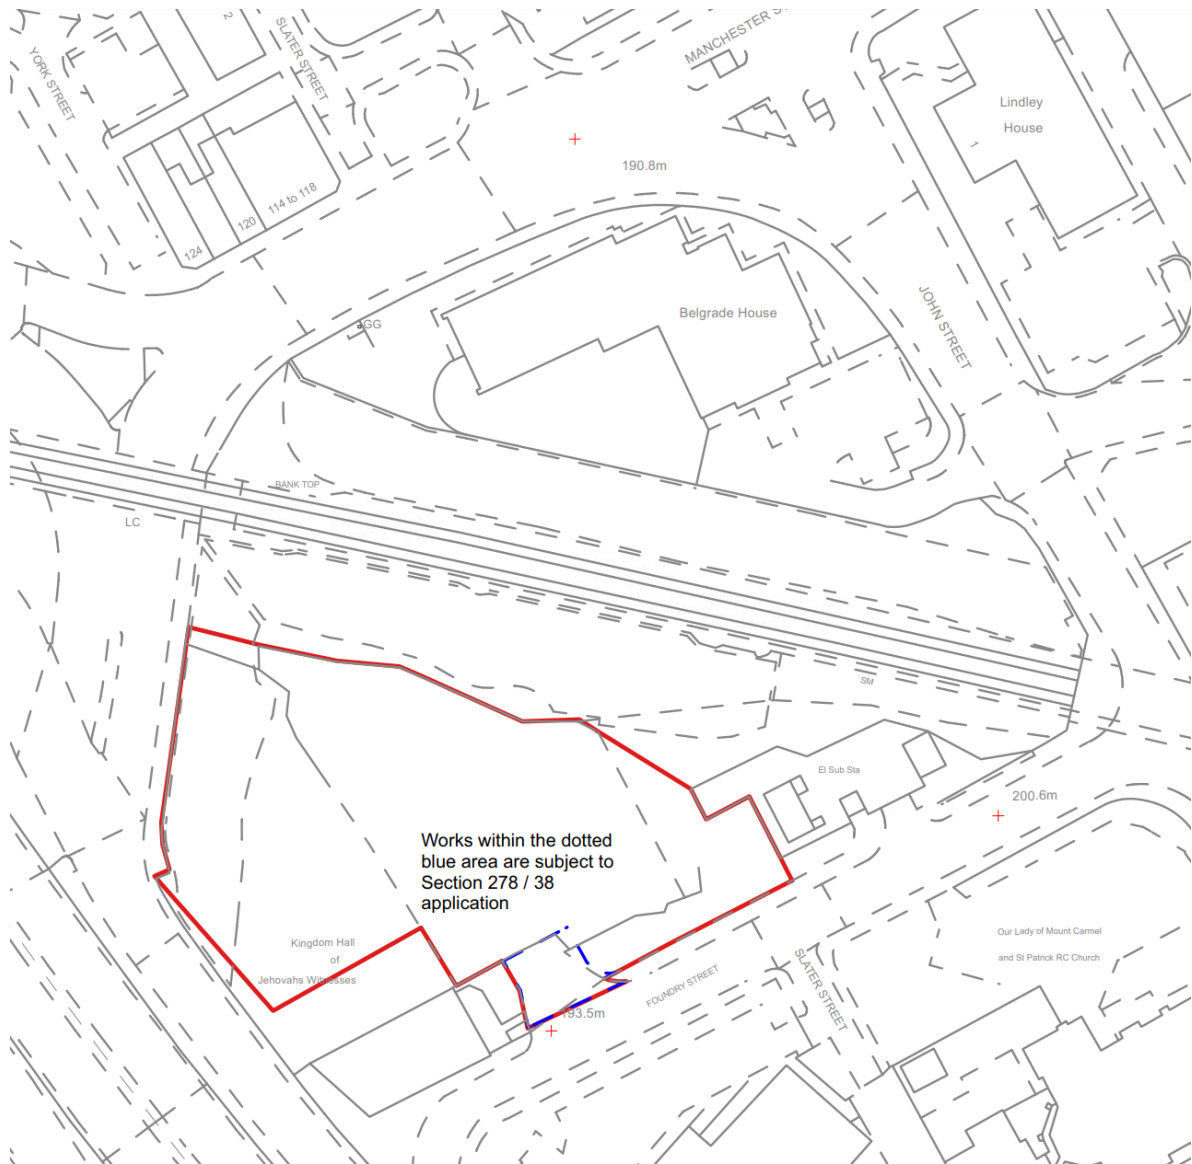 MANCHESTER S
2
SLATER STREET
YORK STREET
Lindley
House
1
190.8m
114 to 118
120
124
GG
Belgrade House
JOHN STREET
BANK TOP
LC
SM
El Sub Sta
200.6m
Works within the dotted
blue area are subject to
Section 278 / 38
application
Kingdom Hall
of
Jehovahs Witnesses
Our Lady of Mount Carmel
and St Patrick RC Church
FOUNDRY STREET
SLATER STREET
193.5m